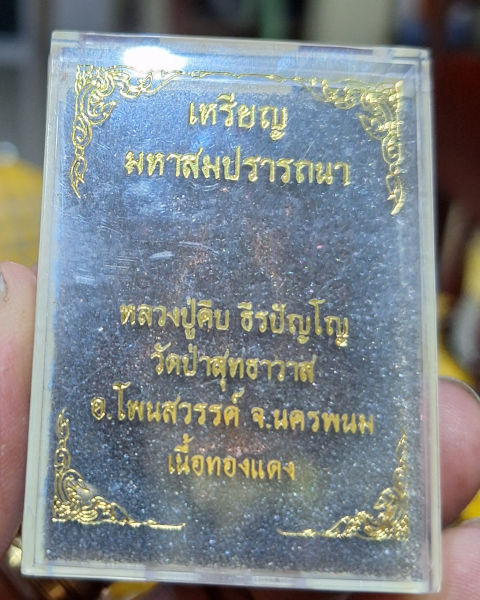 เหรียญ
มหาสมปรารถนา
หลวงปู่คีบ ธีรปัญโญ
วัดป่าสุทธาวาส
อ.โพนสวรรค์ จ.นครพนม
เนื้อทองแดง